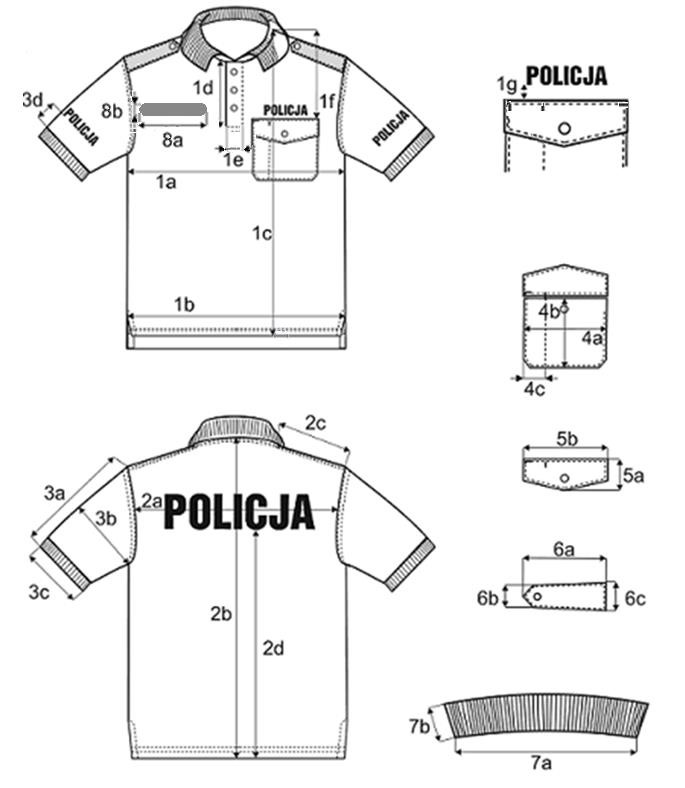 POLICJA
1g
3d
8b
POLICJA
1d
POLICJA
1f
POLICJA
8a
1e
1a
1c
1b
4b
4a
4c
2c
5b
5a
3a
2a
POLICJA
3b
3c
6a
6b
6c
2b
2d
7b
7a